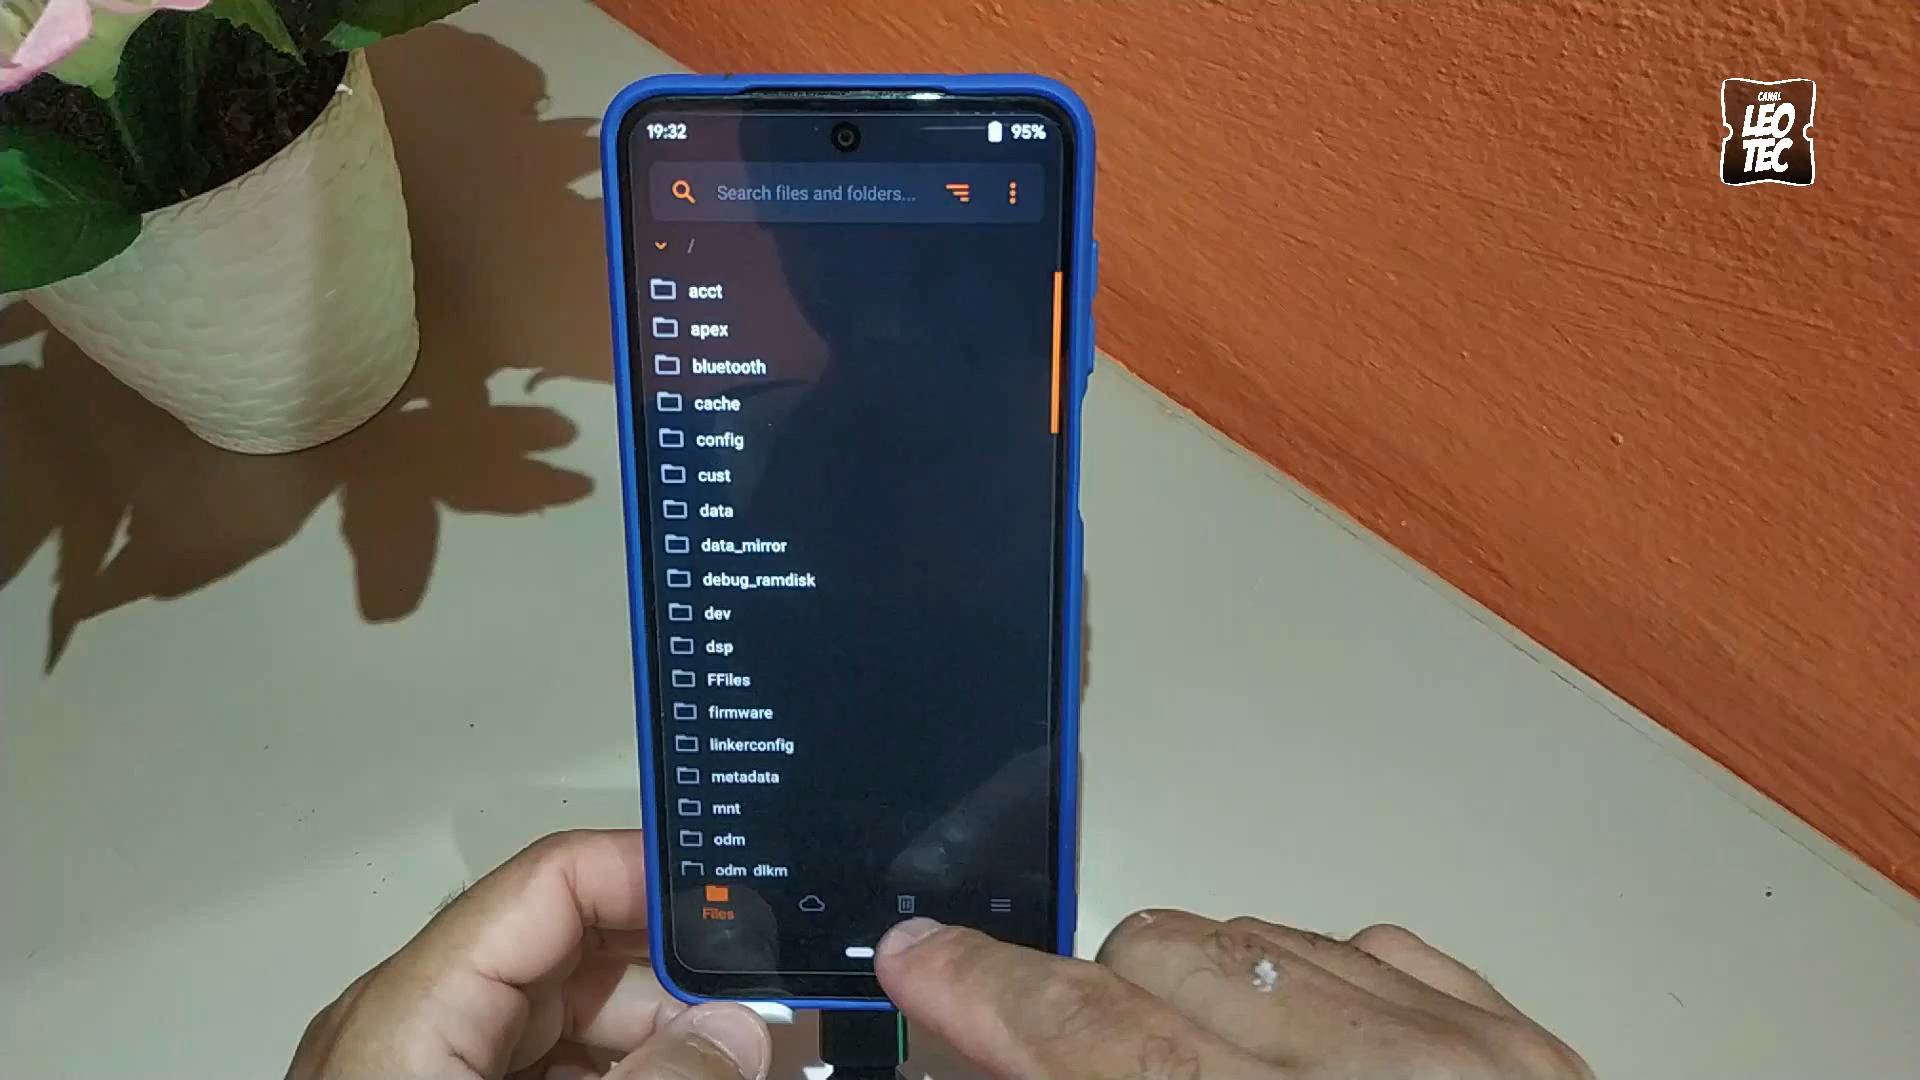 CANAL
LEO
TEC
19:32
95%
Search files and folders...
/
acct
apex
bluetooth
cache
config
cust
data
data_mirror
debug_ramdisk
dev
dsp
FFiles
firmware
linkerconfig
metadata
mnt
odm
odm_dlkm
Files